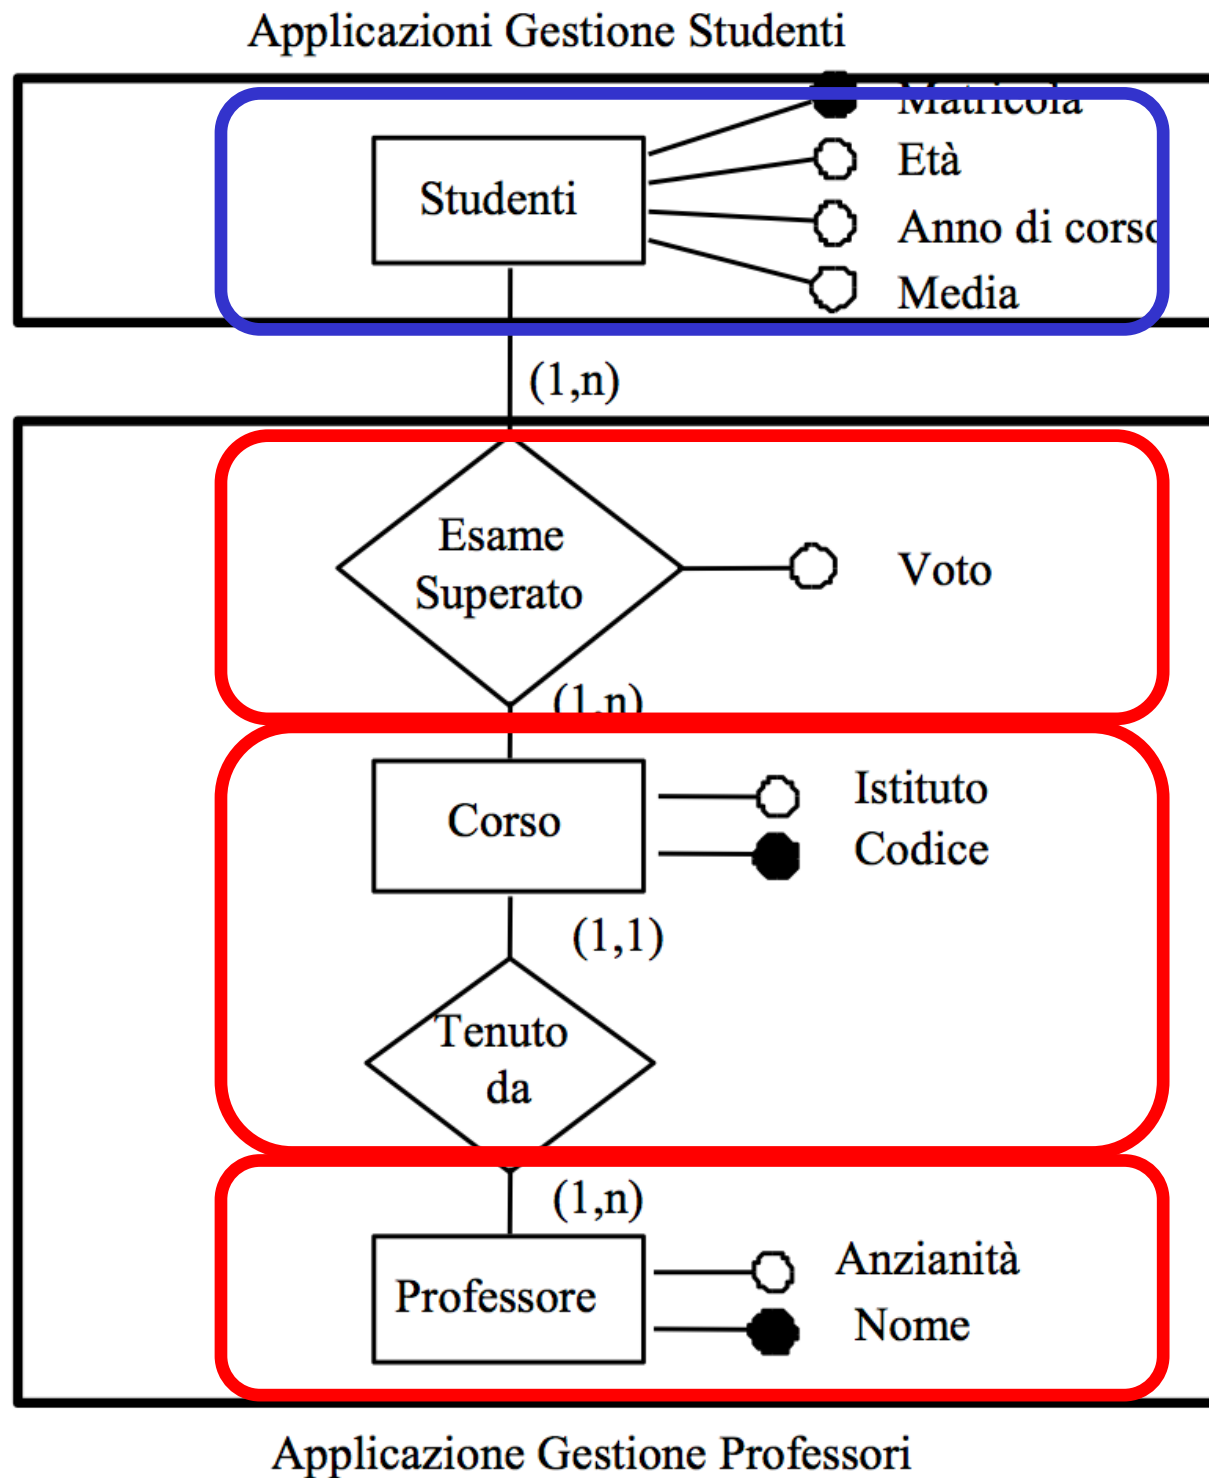 Applicazioni Gestione Studenti
Matricola
Studenti
Età
Anno di corso
Media
(1,n)
Esame
Superato
Voto
(1,n)
Istituto
Corso
Codice
(1,1)
Tenuto
da
(1,n)
Anzianità
Professore
Nome
Applicazione Gestione Professori